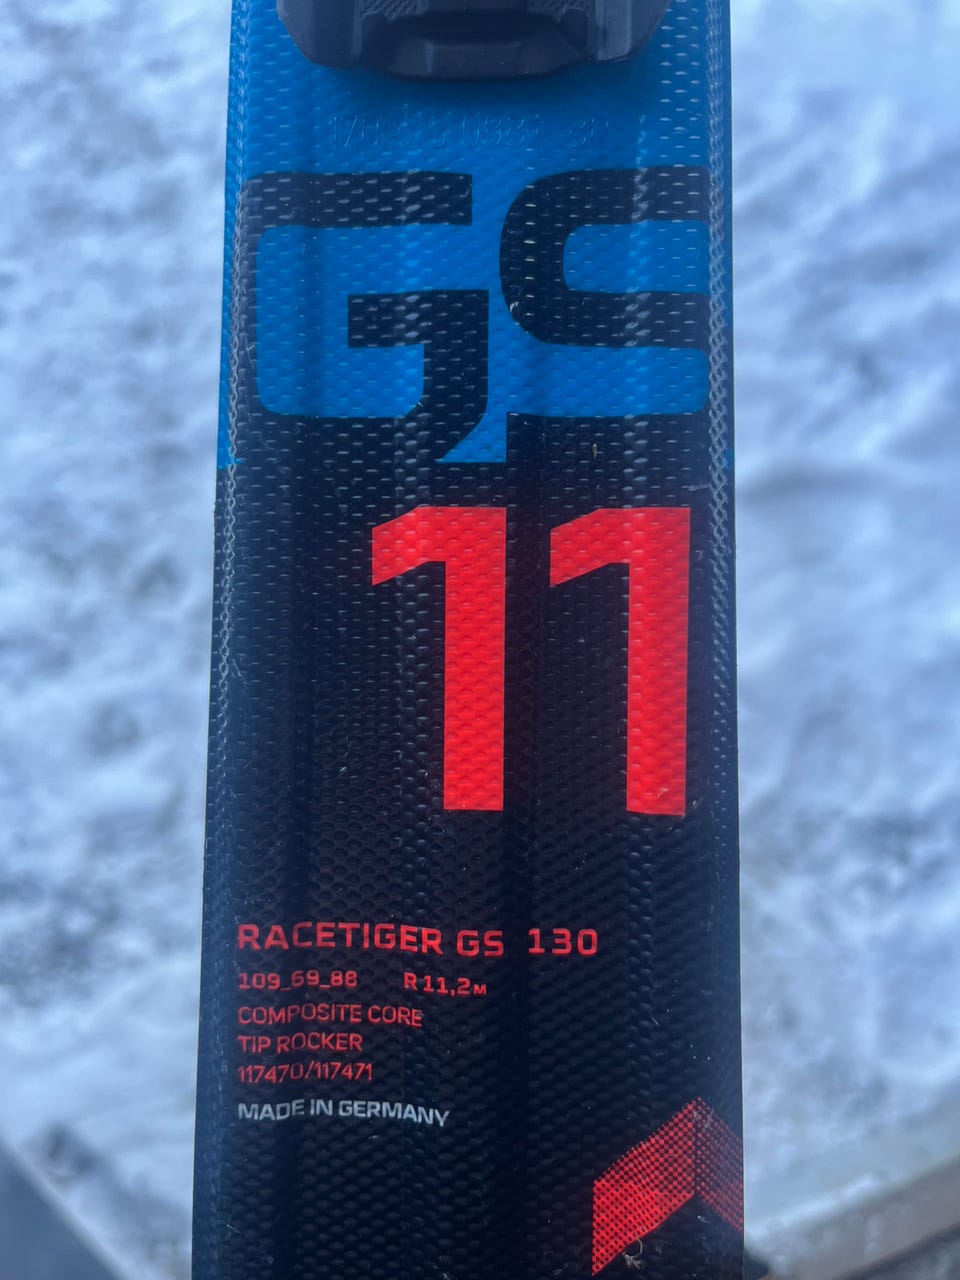 GS
11
RACETIGER GS 130
109_69_88 R11,2M
COMPOSITE CORE
TIP ROCKER
117470/117471
MADE IN GERMANY